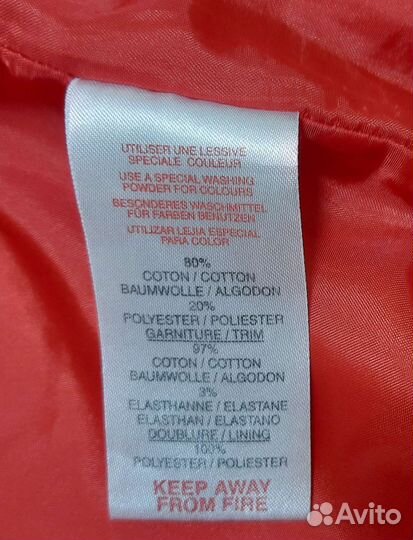 UTILISER UNE LESSIVE
SPECIALE COULEUR
USE A SPECIAL WASHING
POWDER FOR COLOURS
BESONDERES WASCHMITTEL
FÜR FARBEN BENUTZEN
UTILIZAR LEJIA ESPECIAL
PARA COLOR
80%
COTON / COTTON
BAUMWOLLE / ALGODON
20%
POLYESTER / POLIESTER
GARNITURE / TRIM
97%
COTON / COTTON
BAUMWOLLE / ALGODON
3%
ELASTHANNE / ELASTANE
ELASTHAN / ELASTANO
DOUBLURE / LINING
100%
POLYESTER / POLIESTER
KEEP AWAY
FROM FIRE
Avito